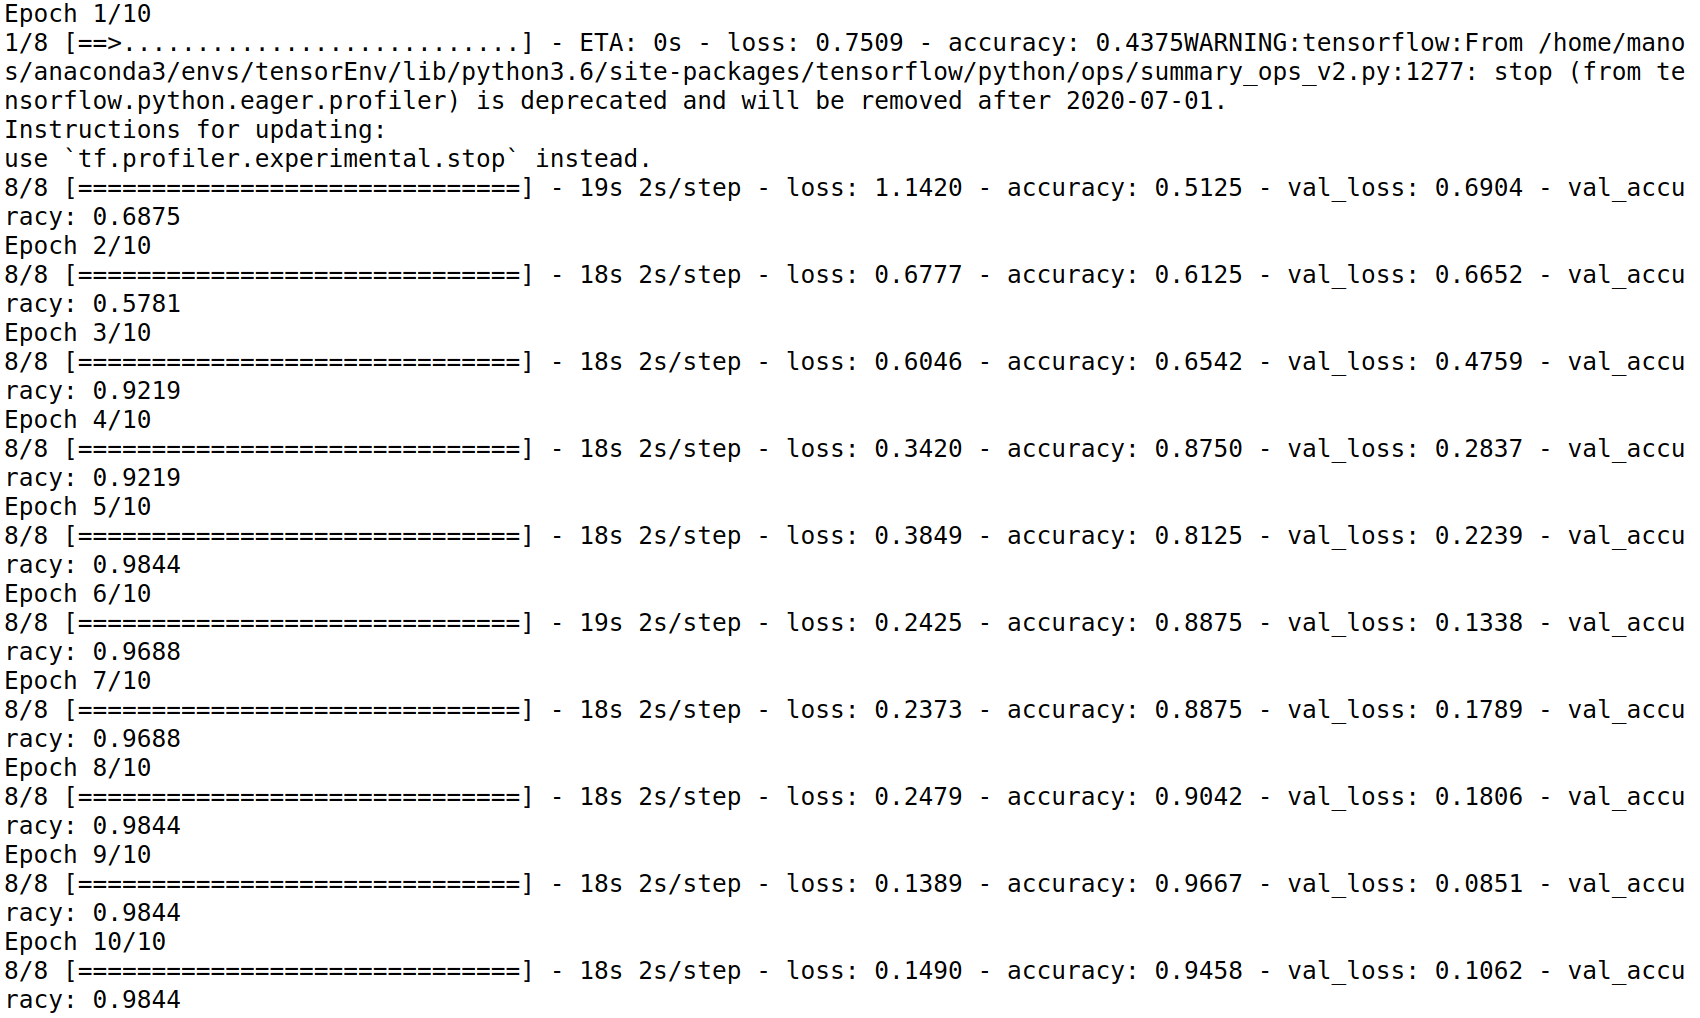 Epoch 1/10
1/8 [==>...........................] - ETA: 0s - loss: 0.7509 - accuracy: 0.4375WARNING:tensorflow:From /home/mano
s/anaconda3/envs/tensorEnv/lib/python3.6/site-packages/tensorflow/python/ops/summary_ops_v2.py:1277: stop (from te
nsorflow.python.eager.profiler) is deprecated and will be removed after 2020-07-01.
Instructions for updating:
use `tf.profiler.experimental.stop` instead.
8/8 [==============================] - 19s 2s/step - loss: 1.1420 - accuracy: 0.5125 - val_loss: 0.6904 - val_accu
racy: 0.6875
Epoch 2/10
8/8 [==============================] - 18s 2s/step - loss: 0.6777 - accuracy: 0.6125 - val_loss: 0.6652 - val_accu
racy: 0.5781
Epoch 3/10
8/8 [==============================] - 18s 2s/step - loss: 0.6046 - accuracy: 0.6542 - val_loss: 0.4759 - val_accu
racy: 0.9219
Epoch 4/10
8/8 [==============================] - 18s 2s/step - loss: 0.3420 - accuracy: 0.8750 - val_loss: 0.2837 - val_accu
racy: 0.9219
Epoch 5/10
8/8 [==============================] - 18s 2s/step - loss: 0.3849 - accuracy: 0.8125 - val_loss: 0.2239 - val_accu
racy: 0.9844
Epoch 6/10
8/8 [==============================] - 19s 2s/step - loss: 0.2425 - accuracy: 0.8875 - val_loss: 0.1338 - val_accu
racy: 0.9688
Epoch 7/10
8/8 [==============================] - 18s 2s/step - loss: 0.2373 - accuracy: 0.8875 - val_loss: 0.1789 - val_accu
racy: 0.9688
Epoch 8/10
8/8 [==============================] - 18s 2s/step - loss: 0.2479 - accuracy: 0.9042 - val_loss: 0.1806 - val_accu
racy: 0.9844
Epoch 9/10
8/8 [==============================] - 18s 2s/step - loss: 0.1389 - accuracy: 0.9667 - val_loss: 0.0851 - val_accu
racy: 0.9844
Epoch 10/10
8/8 [==============================] - 18s 2s/step - loss: 0.1490 - accuracy: 0.9458 - val_loss: 0.1062 - val_accu
racy: 0.9844